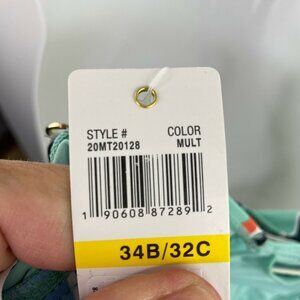 STYLE # COLOR
20MT20128 MULT
1 90608 87289 2
34B/32C